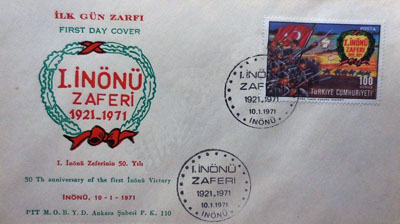 İLK GÜN ZARFI
FIRST DAY COVER
I. İNÖNÜ
ZAFERİ
1921-1971
I. İnönü Zaferinin 50. Yılı
50 Th anniversary of the first İnönü Victory
İNÖNÜ, 10 - 1 - 1971
PTT M. O. B. Y. D. Ankara Şubesi P. K. 110
I. İNÖNÜ
ZAFERİ
1921-1971
10.1.1971
İNÖNÜ
POSTA
I. İNÖNÜ
ZAFERİ
100
TÜRKİYE CUMHURİYETİ
I. İNÖNÜ
ZAFERİ
1921-1971
10.1.1971
İNÖNÜ